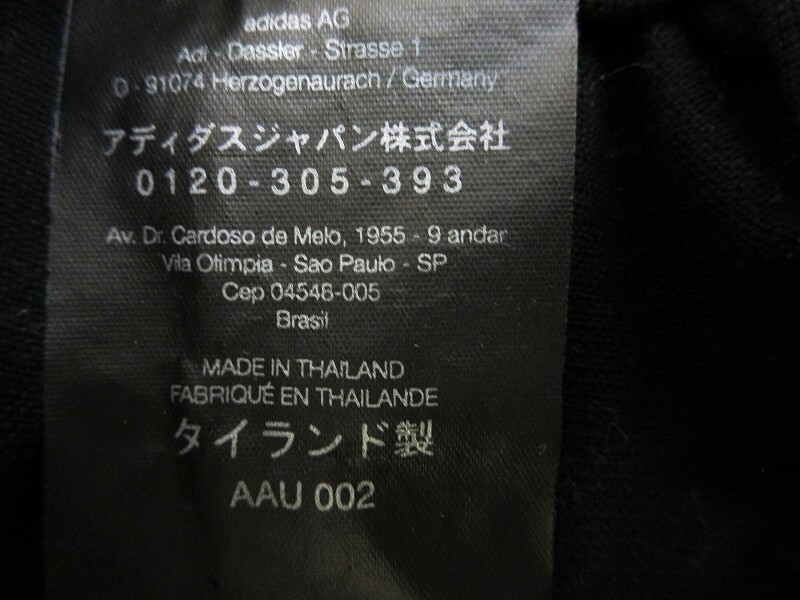 adidas AG
Adi - Dassler - Strasse 1
D - 91074 Herzogenaurach / Germany
アディダスジャパン株式会社
0120-305-393
Av. Dr. Cardoso de Melo, 1955 - 9 andar
Vila Olimpia - Sao Paulo - SP
Cep 04548-005
Brasil
MADE IN THAILAND
FABRIQUÉ EN THAILANDE
タイランド製
AAU 002